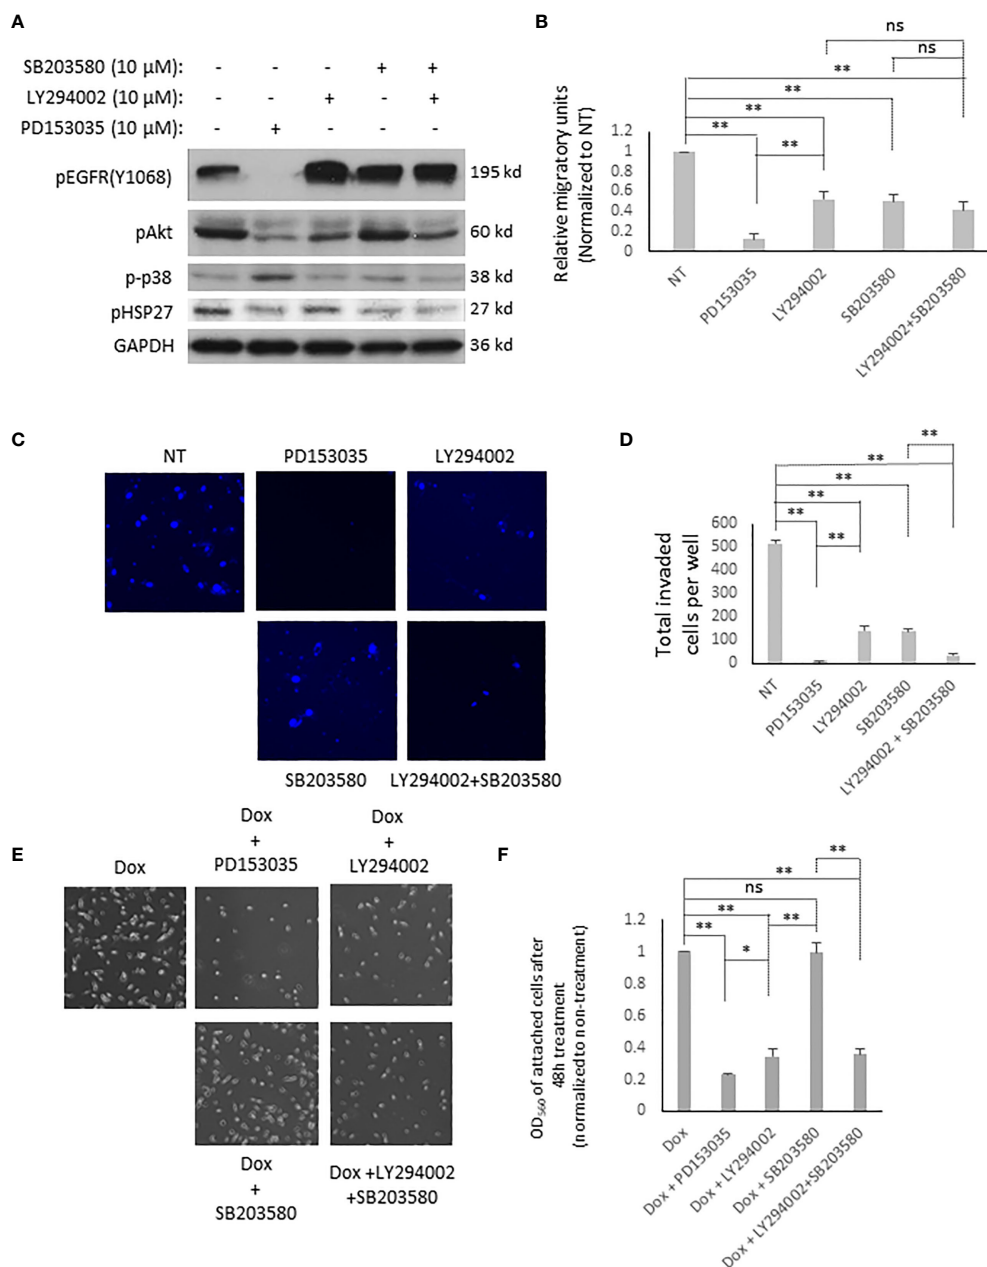 A
SB203580 (10 µM): - - - + +
LY294002 (10 µM): - - + - +
PD153035 (10 µM): - + - - -
pEGFR(Y1068) 195 kd
pAkt 60 kd
p-p38 38 kd
pHSP27 27 kd
GAPDH 36 kd
B
ns
ns
**
**
**
**
**
Relative migratory units
(Normalized to NT)
1.2
1
0.8
0.6
0.4
0.2
0
NT
PD153035
LY294002
SB203580
LY294002+SB203580
C
NT PD153035 LY294002
SB203580 LY294002+SB203580
D
**
**
**
**
**
**
Total invaded
cells per well
600
500
400
300
200
100
0
NT
PD153035
LY294002
SB203580
LY294002 + SB203580
E
Dox
Dox
+
PD153035
Dox
+
LY294002
Dox
+
SB203580
Dox +LY294002
+SB203580
F
**
**
ns
**
**
**
*
OD560 of attached cells after
48h treatment
(normalized to non-treatment)
1.2
1
0.8
0.6
0.4
0.2
0
Dox
Dox + PD153035
Dox + LY294002
Dox + SB203580
Dox + LY294002+SB203580